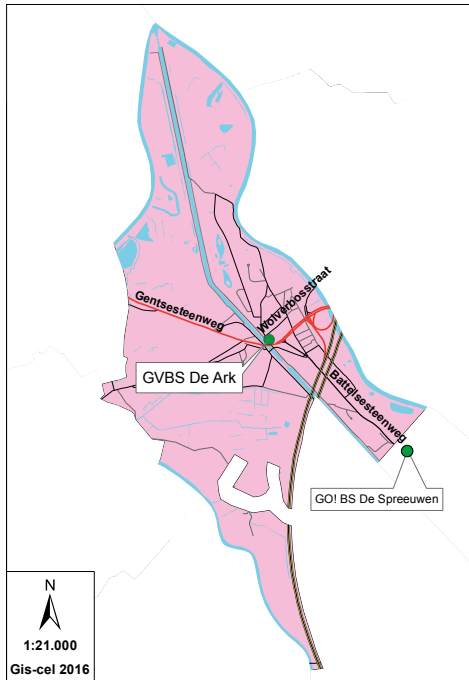 Wolverbosstraat
Gentsesteenweg
GVBS De Ark
Battelsesteenweg
GO! BS De Spreeuwen
N
1:21.000
Gis-cel 2016